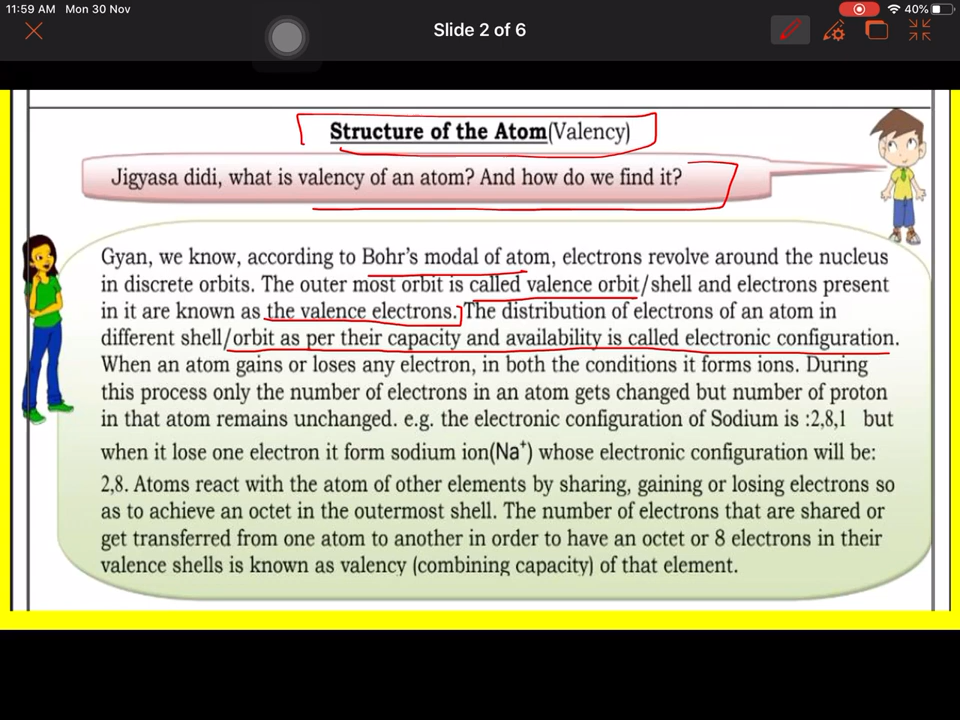 11:59 AM Mon 30 Nov
40%
Slide 2 of 6
Structure of the Atom(Valency)
Jigyasa didi, what is valency of an atom? And how do we find it?
Gyan, we know, according to Bohr's modal of atom, electrons revolve around the nucleus
in discrete orbits. The outer most orbit is called valence orbit/shell and electrons present
in it are known as the valence electrons. The distribution of electrons of an atom in
different shell/orbit as per their capacity and availability is called electronic configuration.
When an atom gains or loses any electron, in both the conditions it forms ions. During
this process only the number of electrons in an atom gets changed but number of proton
in that atom remains unchanged. e.g. the electronic configuration of Sodium is :2,8,1 but
when it lose one electron it form sodium ion(Na⁺) whose electronic configuration will be:
2,8. Atoms react with the atom of other elements by sharing, gaining or losing electrons so
as to achieve an octet in the outermost shell. The number of electrons that are shared or
get transferred from one atom to another in order to have an octet or 8 electrons in their
valence shells is known as valency (combining capacity) of that element.